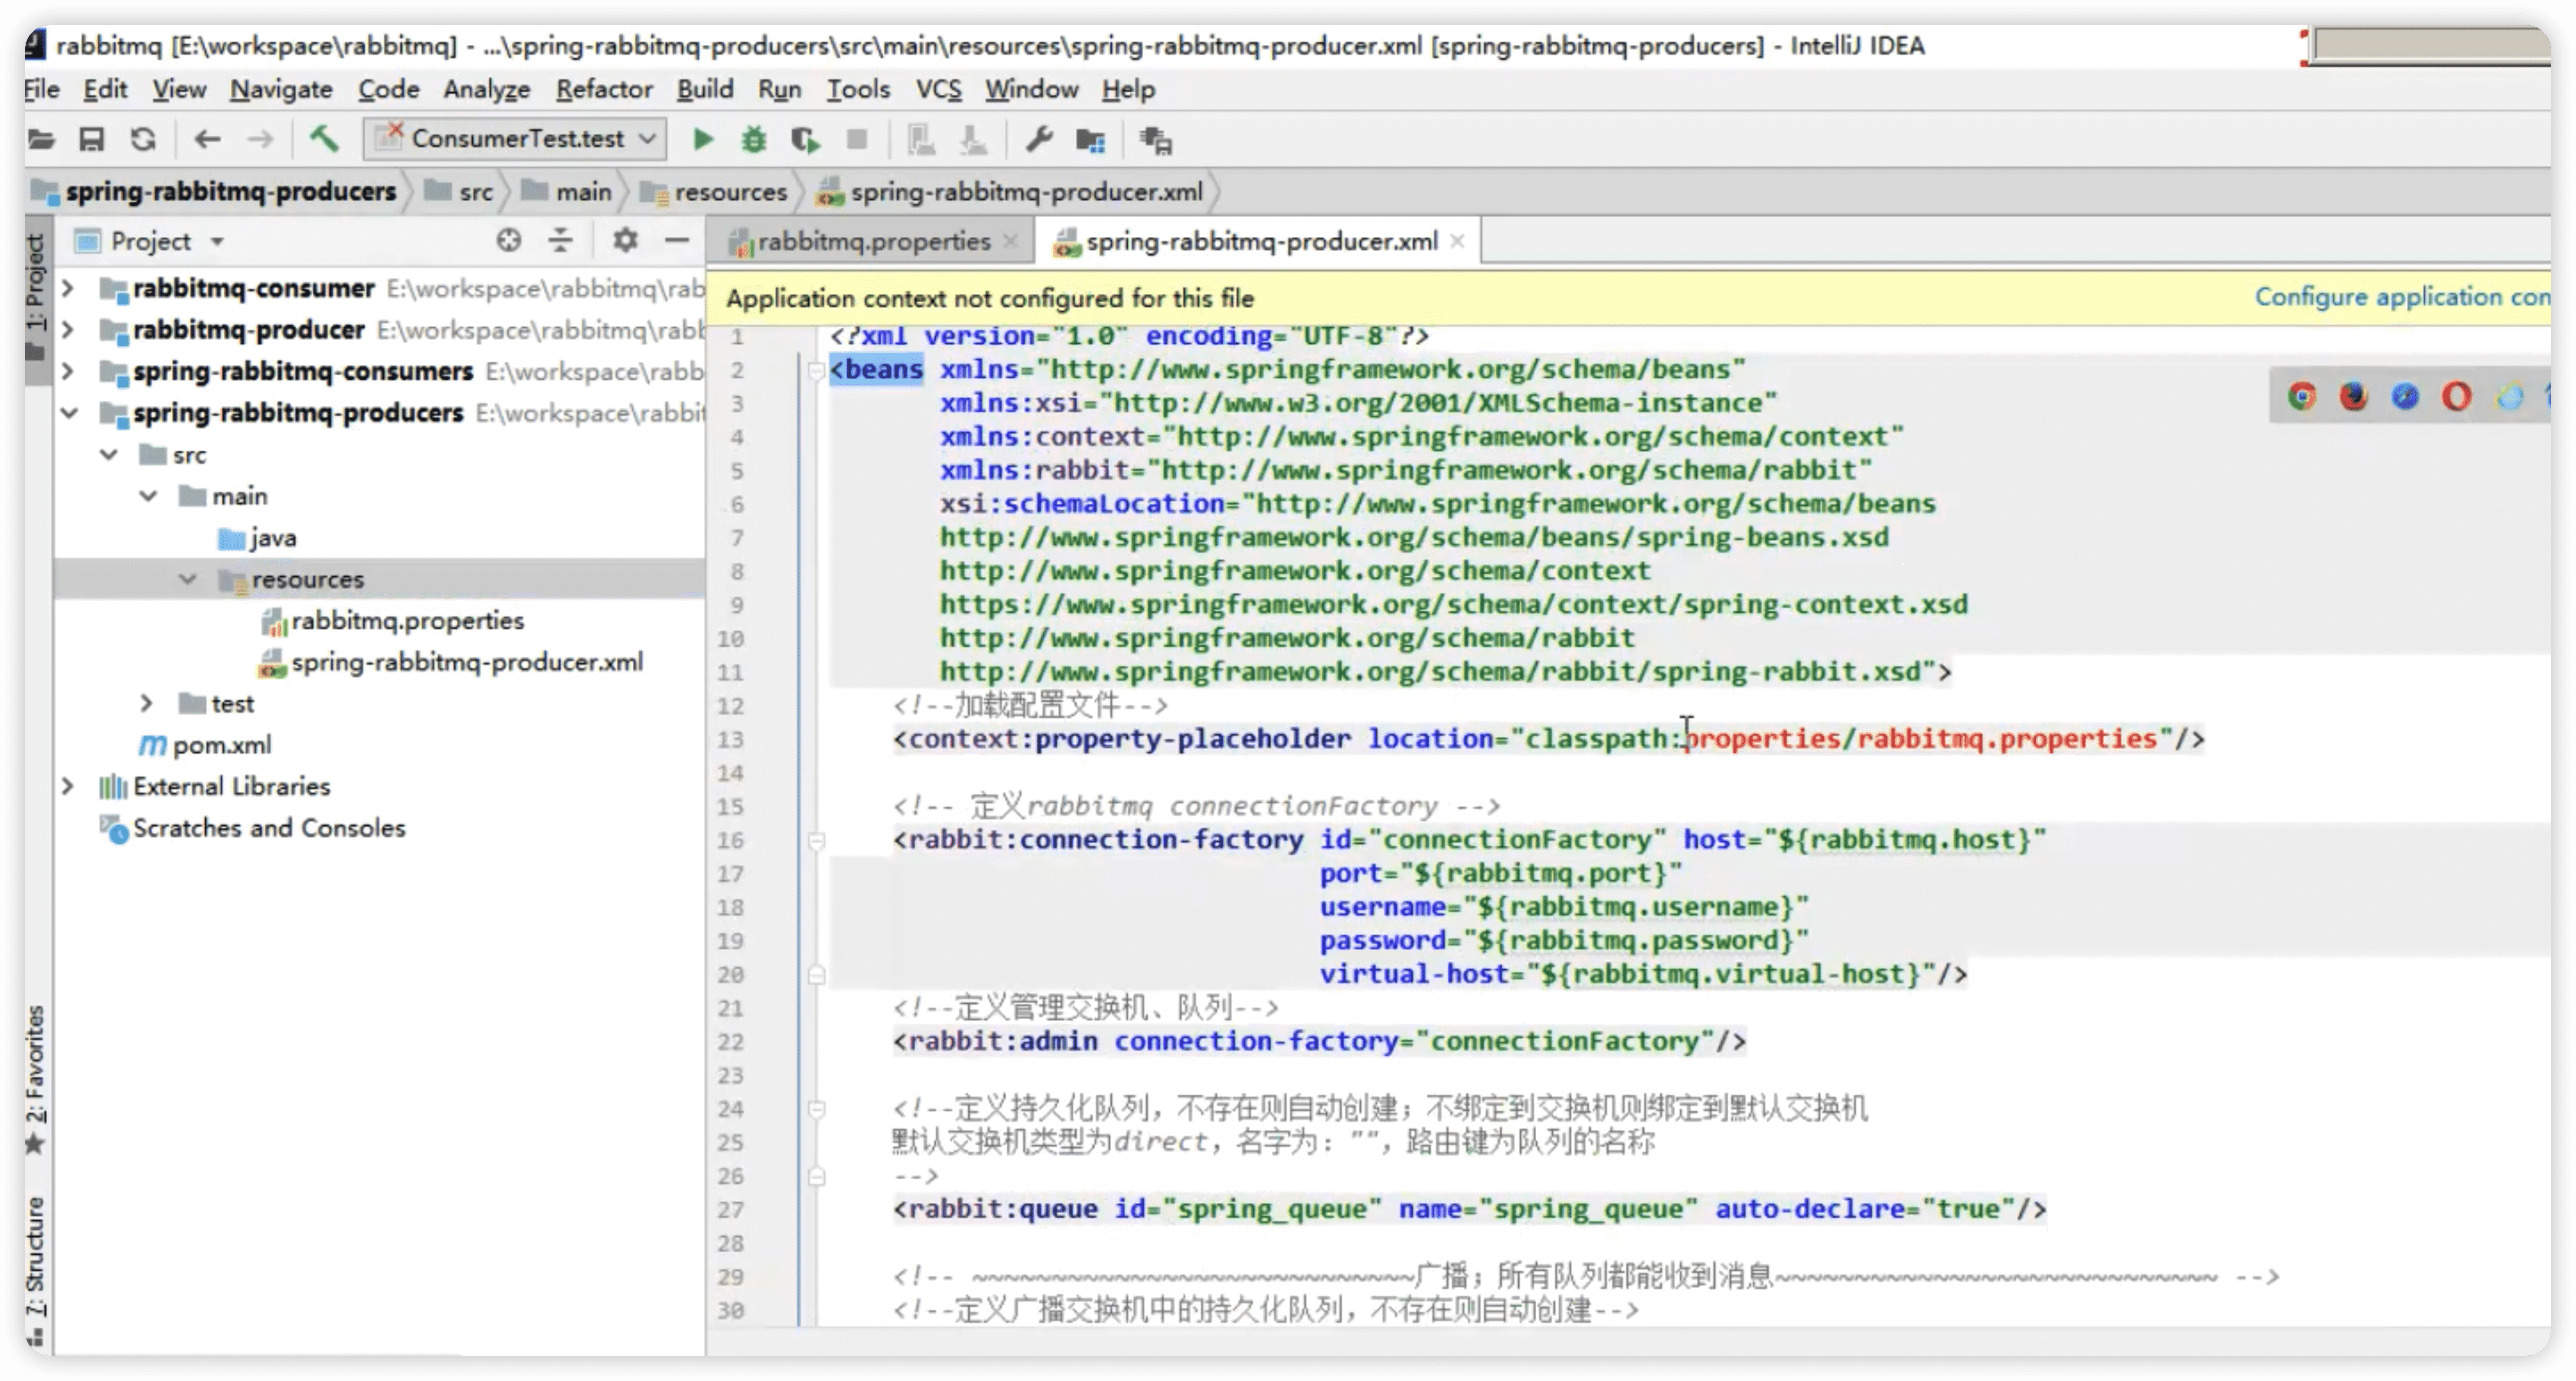 rabbitmq [E:\workspace\rabbitmq] - ...\spring-rabbitmq-producers\src\main\resources\spring-rabbitmq-producer.xml [spring-rabbitmq-producers] - IntelliJ IDEA
File Edit View Navigate Code Analyze Refactor Build Run Tools VCS Window Help
ConsumerTest.test
spring-rabbitmq-producers src main resources spring-rabbitmq-producer.xml
1: Project
2: Favorites
7: Structure
Project
rabbitmq-consumer E:\workspace\rabbitmq\rab
rabbitmq-producer E:\workspace\rabbitmq\rabb
spring-rabbitmq-consumers E:\workspace\rabb
spring-rabbitmq-producers E:\workspace\rabbit
src
main
java
resources
rabbitmq.properties
spring-rabbitmq-producer.xml
test
pom.xml
External Libraries
Scratches and Consoles
rabbitmq.properties spring-rabbitmq-producer.xml
Application context not configured for this file Configure application con
1 <?xml version="1.0" encoding="UTF-8"?>
2 <beans xmlns="http://www.springframework.org/schema/beans"
3 xmlns:xsi="http://www.w3.org/2001/XMLSchema-instance"
4 xmlns:context="http://www.springframework.org/schema/context"
5 xmlns:rabbit="http://www.springframework.org/schema/rabbit"
6 xsi:schemaLocation="http://www.springframework.org/schema/beans
7 http://www.springframework.org/schema/beans/spring-beans.xsd
8 http://www.springframework.org/schema/context
9 https://www.springframework.org/schema/context/spring-context.xsd
10 http://www.springframework.org/schema/rabbit
11 http://www.springframework.org/schema/rabbit/spring-rabbit.xsd">
12 <!--加载配置文件-->
13 <context:property-placeholder location="classpath:properties/rabbitmq.properties"/>
14
15 <!-- 定义rabbitmq connectionFactory -->
16 <rabbit:connection-factory id="connectionFactory" host="${rabbitmq.host}"
17 port="${rabbitmq.port}"
18 username="${rabbitmq.username}"
19 password="${rabbitmq.password}"
20 virtual-host="${rabbitmq.virtual-host}"/>
21 <!--定义管理交换机、队列-->
22 <rabbit:admin connection-factory="connectionFactory"/>
23
24 <!--定义持久化队列，不存在则自动创建；不绑定到交换机则绑定到默认交换机
25 默认交换机类型为direct，名字为：""，路由键为队列的名称
26 -->
27 <rabbit:queue id="spring_queue" name="spring_queue" auto-declare="true"/>
28
29 <!-- ~~~~~~~~~~~~~~~~~~~~~~~~~~~~广播；所有队列都能收到消息~~~~~~~~~~~~~~~~~~~~~~~~~~~~ -->
30 <!--定义广播交换机中的持久化队列，不存在则自动创建-->